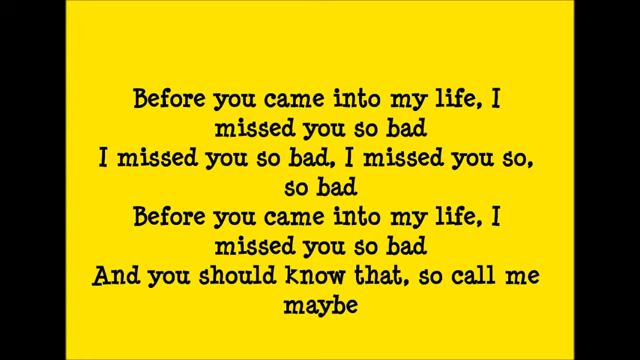 Before you came into my life, I
missed you so bad
I missed you so bad, I missed you so,
so bad
Before you came into my life, I
missed you so bad
And you should know that, so call me
maybe